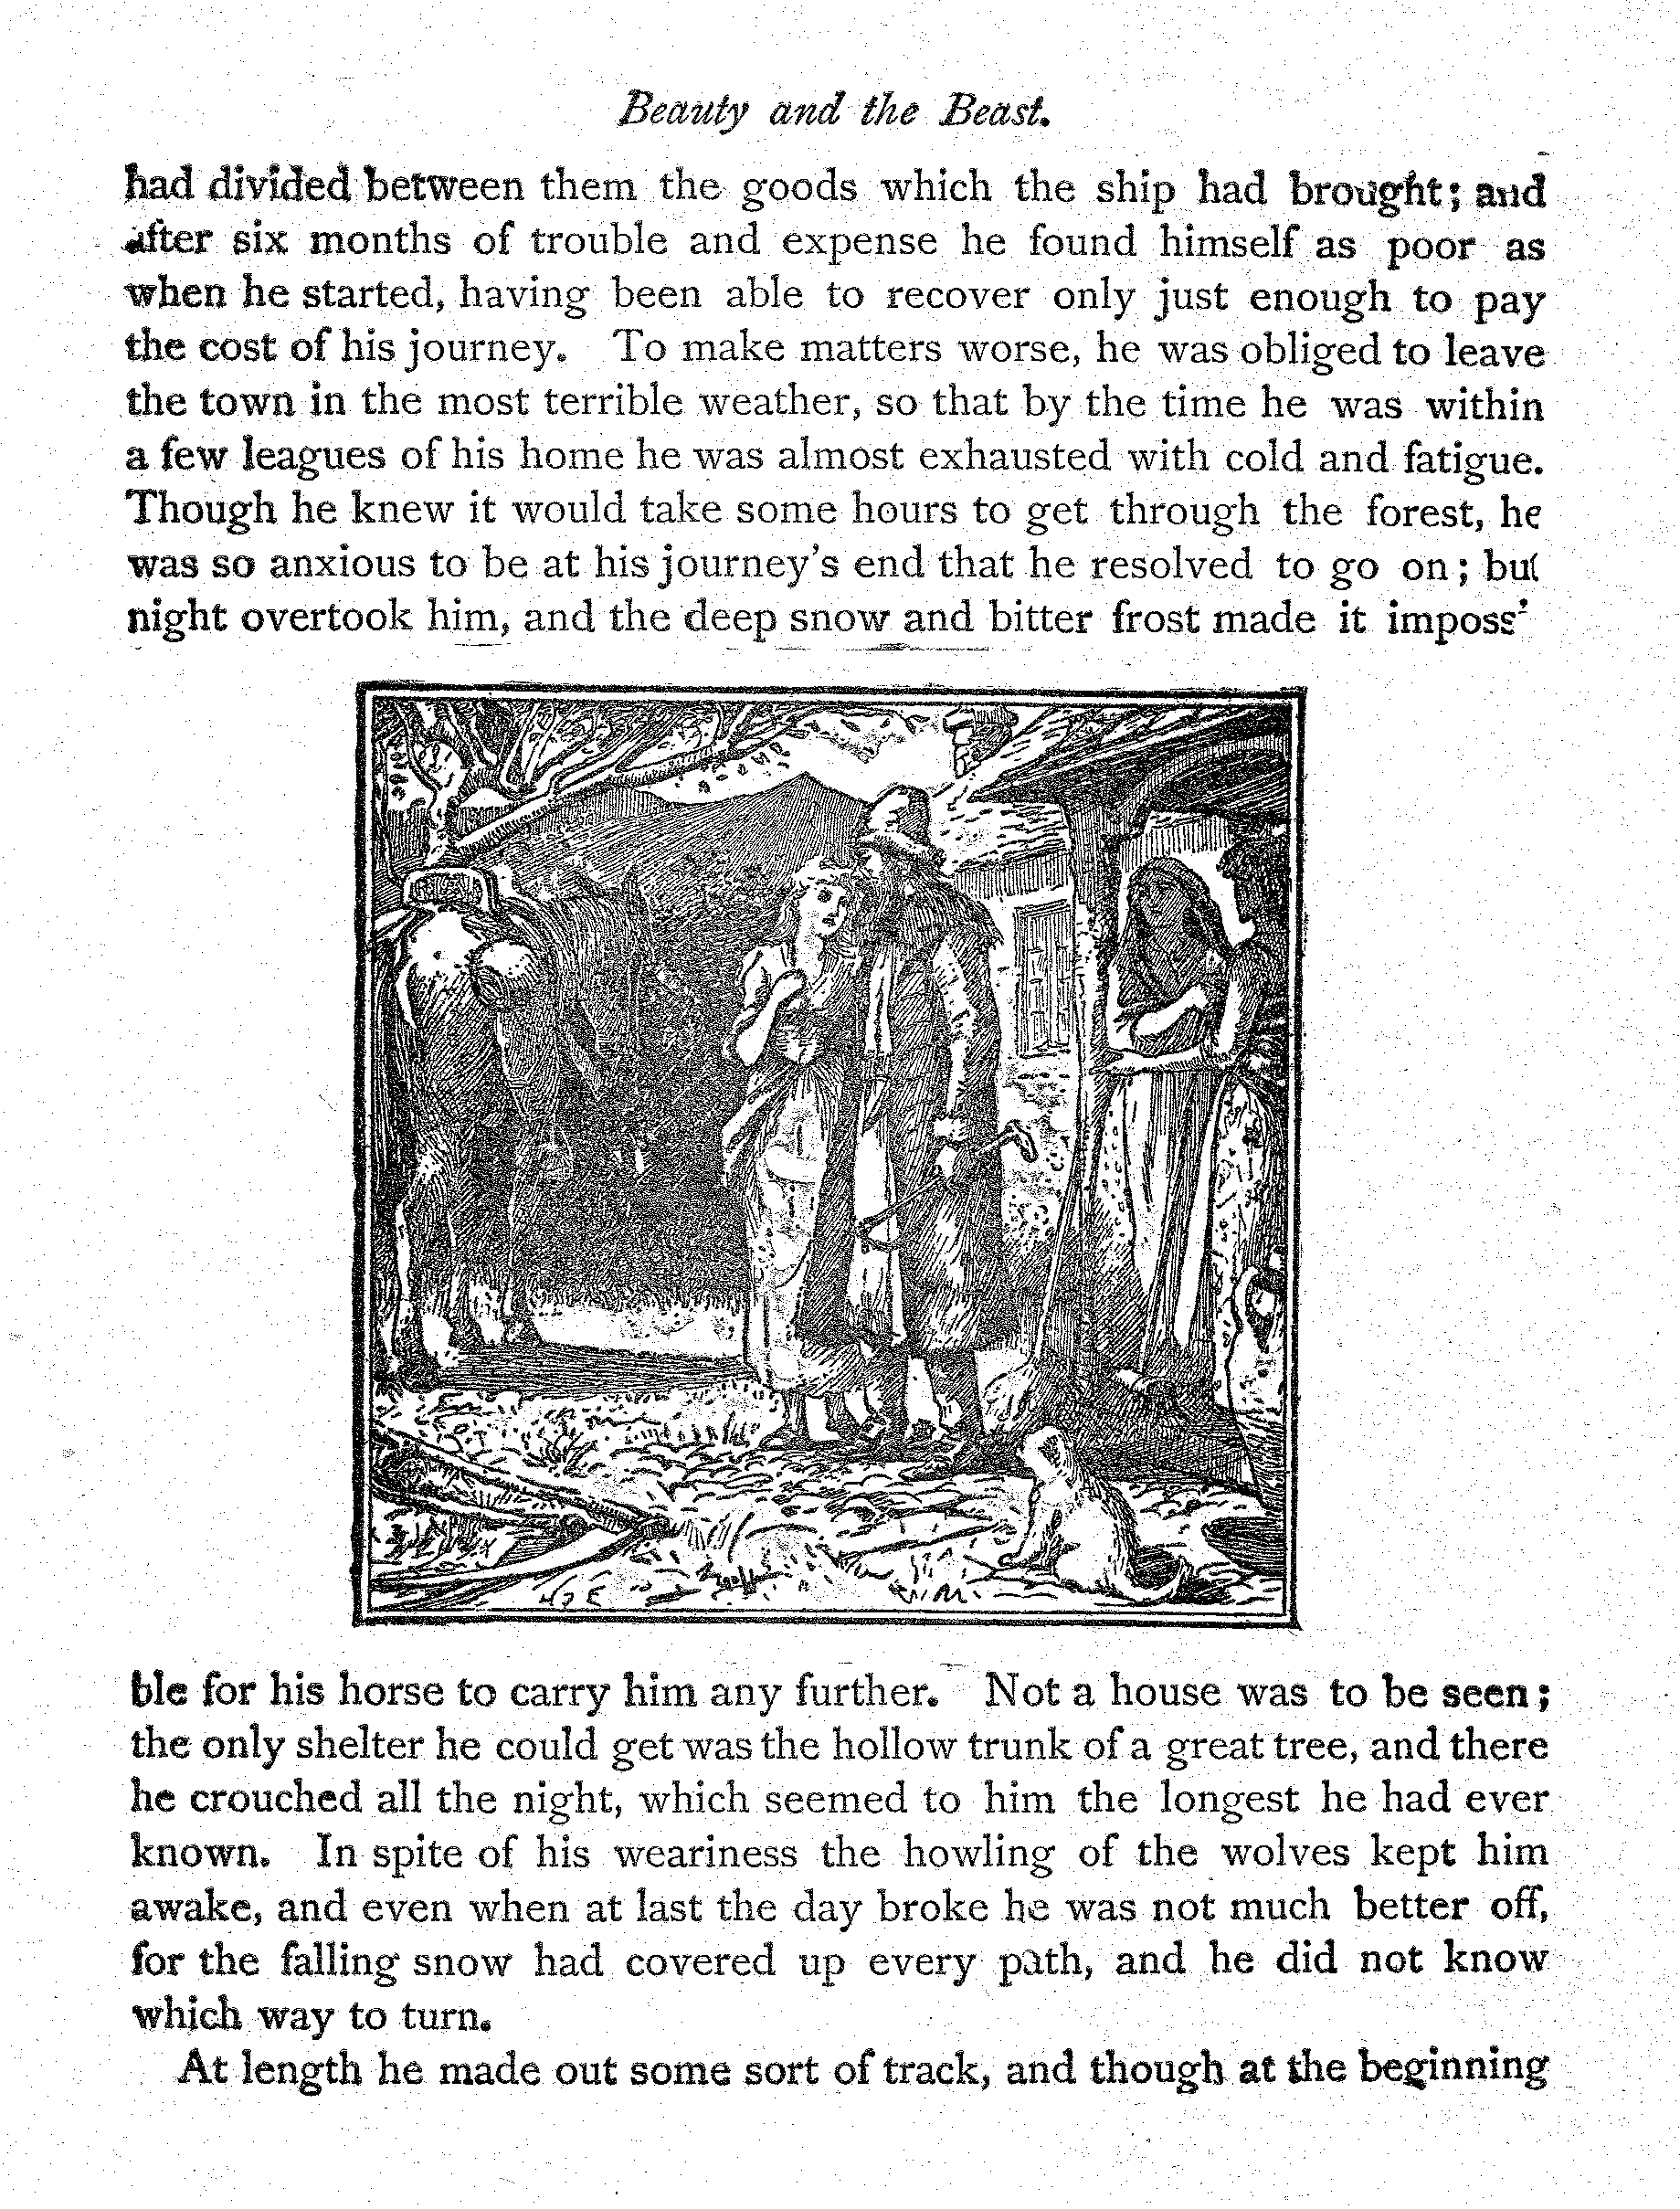 Beauty and the Beast.
had divided between them the goods which the ship had brought; and
after six months of trouble and expense he found himself as poor as
when he started, having been able to recover only just enough to pay
the cost of his journey. To make matters worse, he was obliged to leave
the town in the most terrible weather, so that by the time he was within
a few leagues of his home he was almost exhausted with cold and fatigue.
Though he knew it would take some hours to get through the forest, he
was so anxious to be at his journey's end that he resolved to go on; but
night overtook him, and the deep snow and bitter frost made it impossi
ble for his horse to carry him any further. Not a house was to be seen;
the only shelter he could get was the hollow trunk of a great tree, and there
he crouched all the night, which seemed to him the longest he had ever
known. In spite of his weariness the howling of the wolves kept him
awake, and even when at last the day broke he was not much better off,
for the falling snow had covered up every path, and he did not know
which way to turn.
At length he made out some sort of track, and though at the beginning